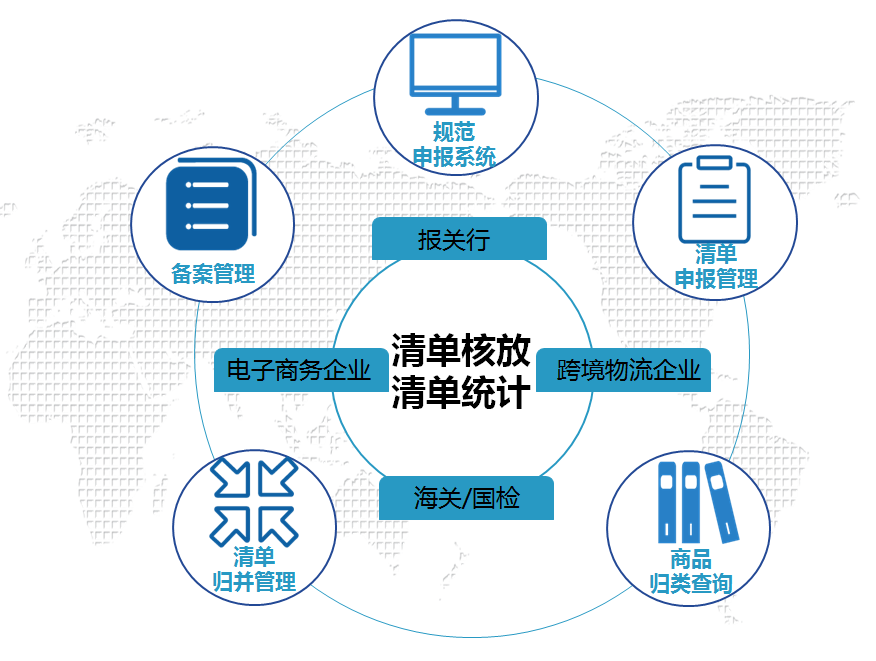 规范
申报系统
备案管理
清单
申报管理
报关行
清单核放
清单统计
电子商务企业
跨境物流企业
海关/国检
清单
归并管理
商品
归类查询